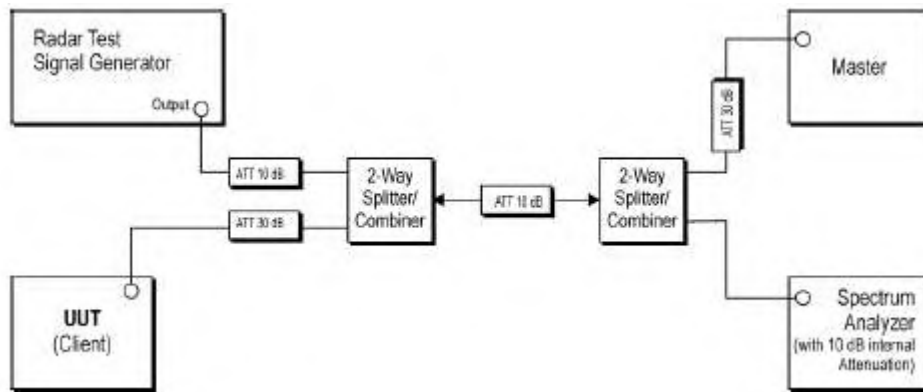 Radar Test
Signal Generator
Output
ATT 10 dB
ATT 30 dB
UUT
(Client)
2-Way
Splitter/
Combiner
ATT 10 dB
2-Way
Splitter/
Combiner
ATT 30 dB
Master
Spectrum
Analyzer
(with 10 dB internal
Attenuation)